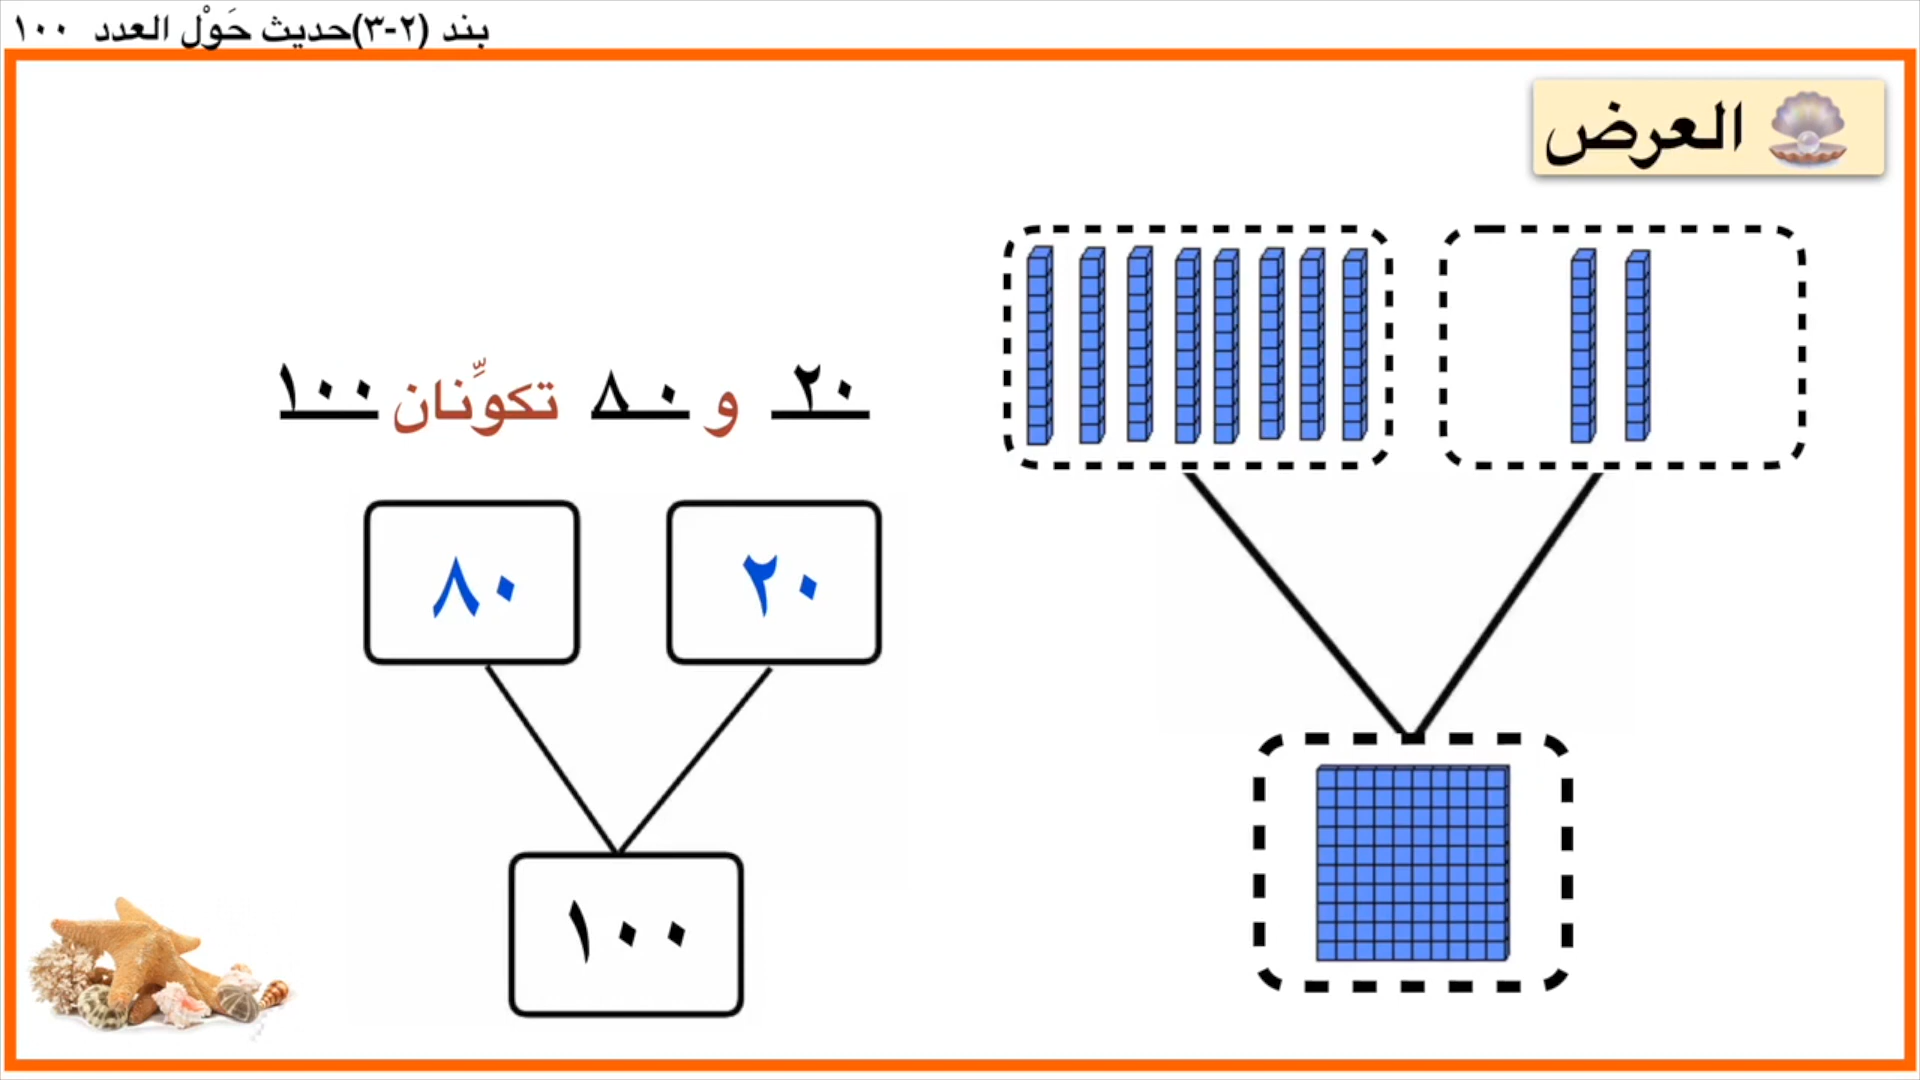 بند (٢-٣)حديث حَوْل العدد ١٠٠
العرض
٢٠ و ٨٠ تكوِّنان ١٠٠
٢٠ ٨٠
١٠٠